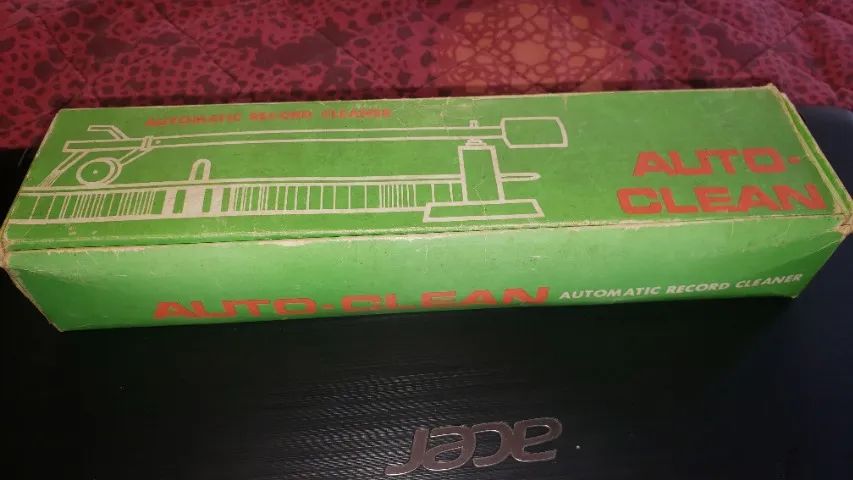 AUTOMATIC RECORD CLEANER
AUTO-
CLEAN
AUTO-CLEAN AUTOMATIC RECORD CLEANER
acer